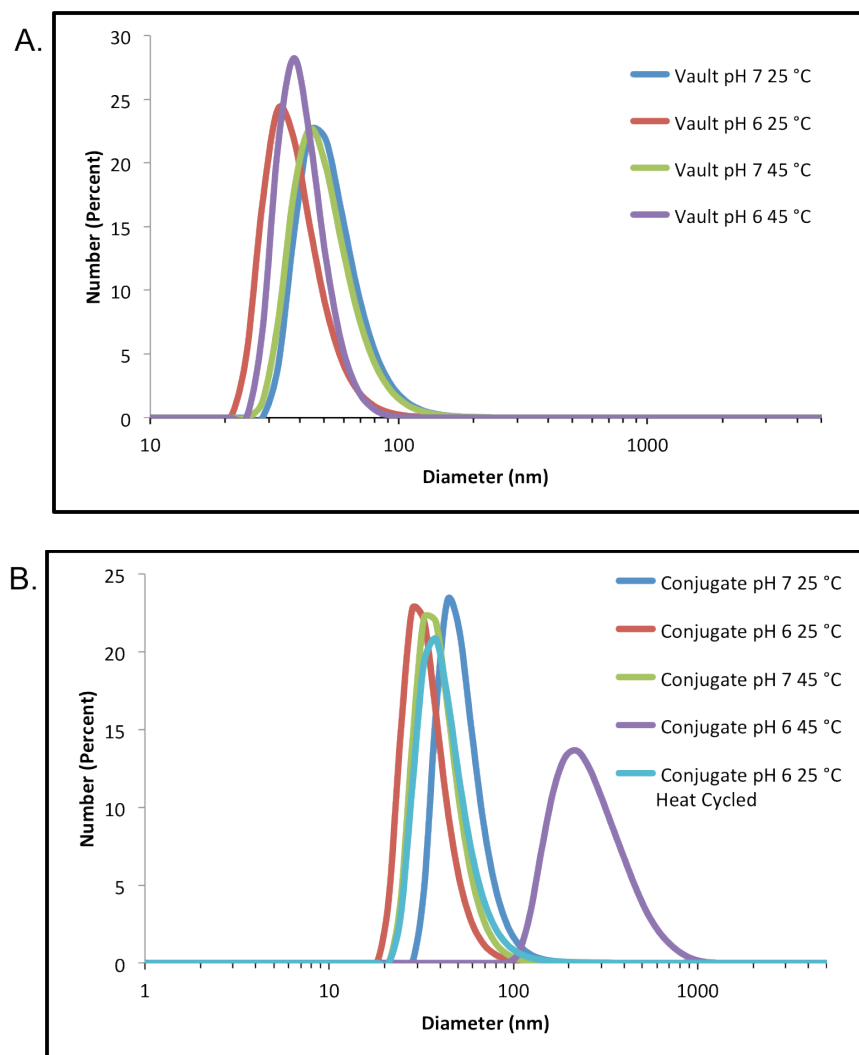 A.
30
25
20
15
10
5
0
Number (Percent)
10
100
1000
Diameter (nm)
Vault pH 7 25 °C
Vault pH 6 25 °C
Vault pH 7 45 °C
Vault pH 6 45 °C
B.
25
20
15
10
5
0
Number (Percent)
1
10
100
1000
Diameter (nm)
Conjugate pH 7 25 °C
Conjugate pH 6 25 °C
Conjugate pH 7 45 °C
Conjugate pH 6 45 °C
Conjugate pH 6 25 °C
Heat Cycled